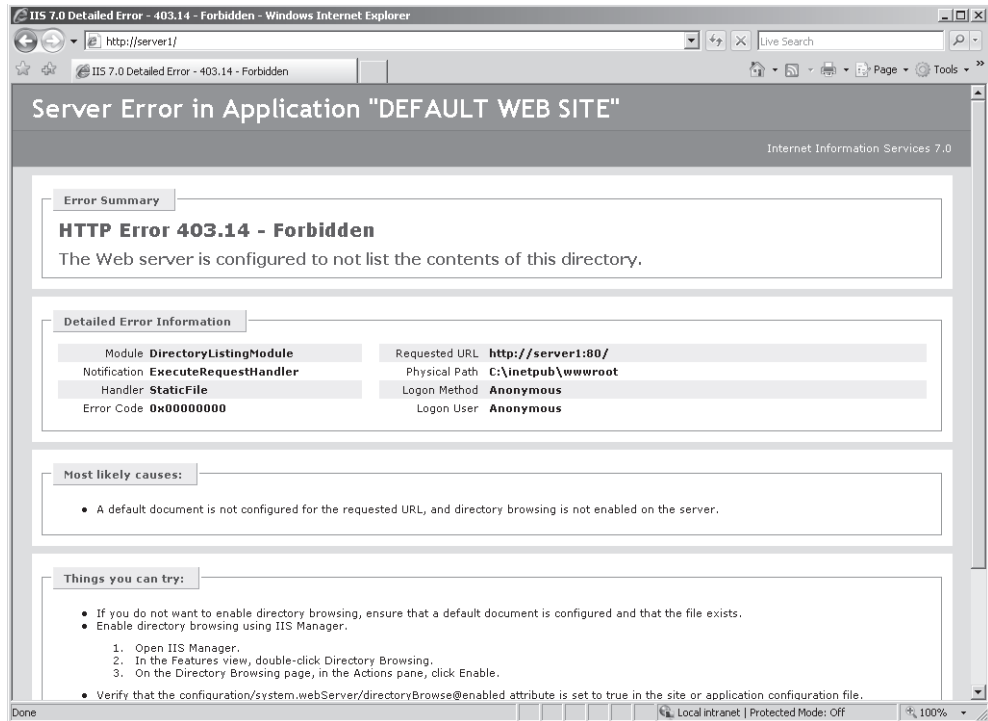 IIS 7.0 Detailed Error - 403.14 - Forbidden - Windows Internet Explorer
http://server1/
Live Search
IIS 7.0 Detailed Error - 403.14 - Forbidden
Page
Tools
Server Error in Application "DEFAULT WEB SITE"
Internet Information Services 7.0
Error Summary
HTTP Error 403.14 - Forbidden
The Web server is configured to not list the contents of this directory.
Detailed Error Information
Module DirectoryListingModule
Notification ExecuteRequestHandler
Handler StaticFile
Error Code 0x00000000
Requested URL http://server1:80/
Physical Path C:\inetpub\wwwroot
Logon Method Anonymous
Logon User Anonymous
Most likely causes:
• A default document is not configured for the requested URL, and directory browsing is not enabled on the server.
Things you can try:
• If you do not want to enable directory browsing, ensure that a default document is configured and that the file exists.
• Enable directory browsing using IIS Manager.
1. Open IIS Manager.
2. In the Features view, double-click Directory Browsing.
3. On the Directory Browsing page, in the Actions pane, click Enable.
• Verify that the configuration/system.webServer/directoryBrowse@enabled attribute is set to true in the site or application configuration file.
Done
Local intranet | Protected Mode: Off
100%